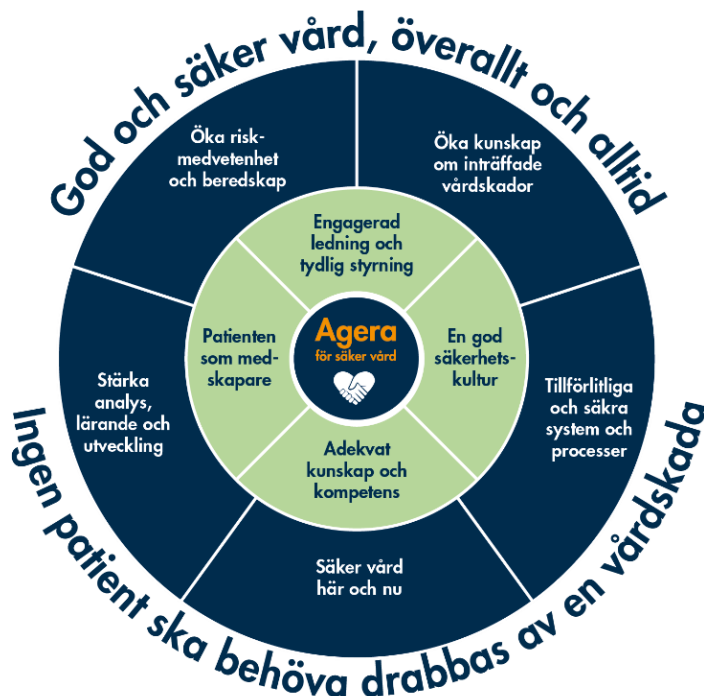 God och säker vård, överallt och alltid
Öka risk-
medvetenhet
och beredskap
Öka kunskap
om inträffade
vårdskador
Engagerad
ledning och
tydlig styrning
Patienten
som med-
skapare
Agera
för säker vård
En god
säkerhets-
kultur
Stärka
analys,
lärande och
utveckling
Tillförlitliga
och säkra
system och
processer
Adekvat
kunskap och
kompetens
Säker vård
här och nu
Ingen patient ska behöva drabbas av en vårdskada